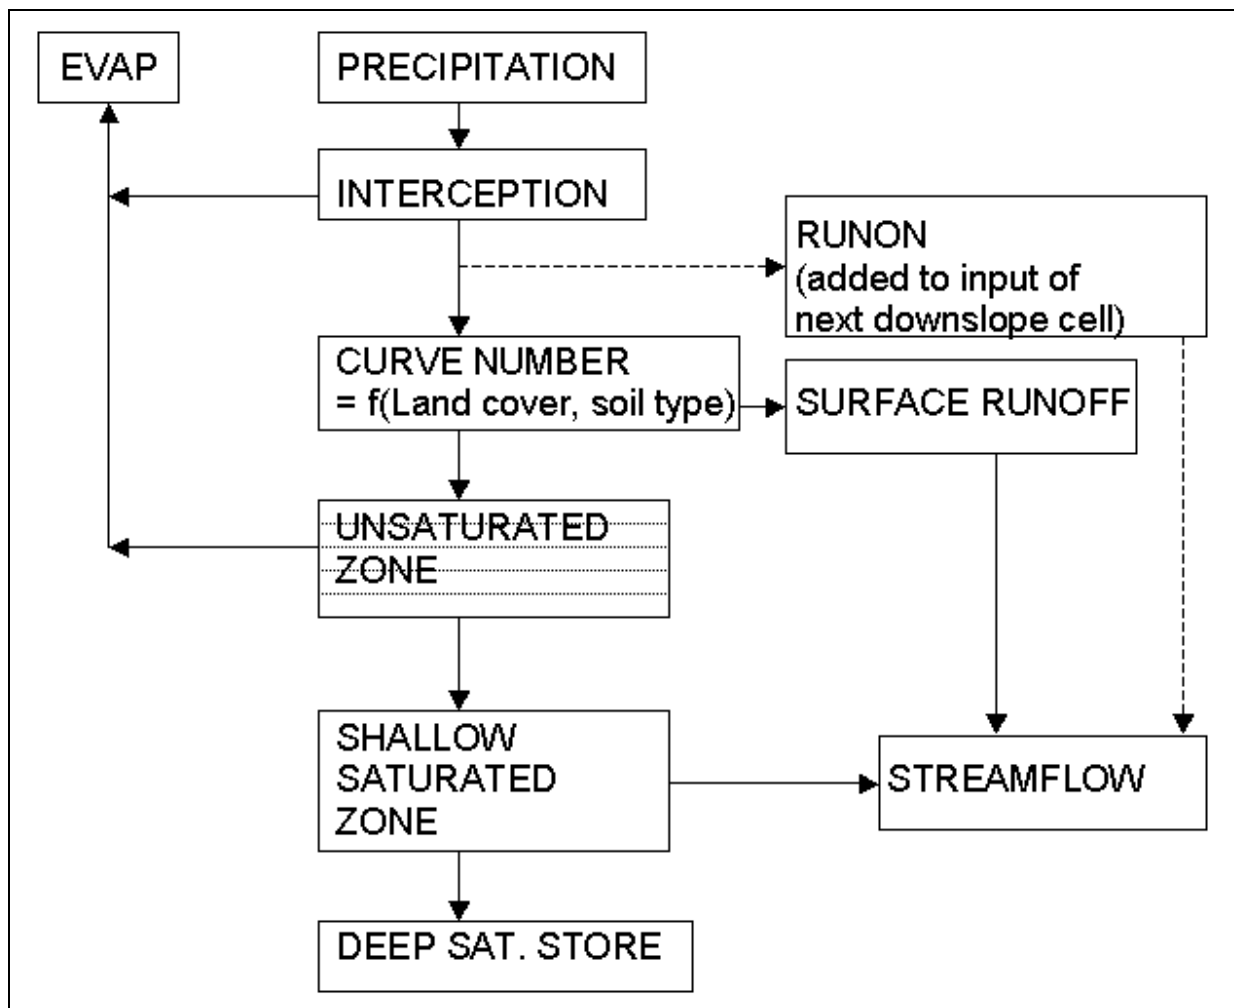 EVAP
PRECIPITATION
INTERCEPTION
RUNON
(added to input of
next downslope cell)
CURVE NUMBER
= f(Land cover, soil type)
SURFACE RUNOFF
UNSATURATED
ZONE
SHALLOW
SATURATED
ZONE
STREAMFLOW
DEEP SAT. STORE